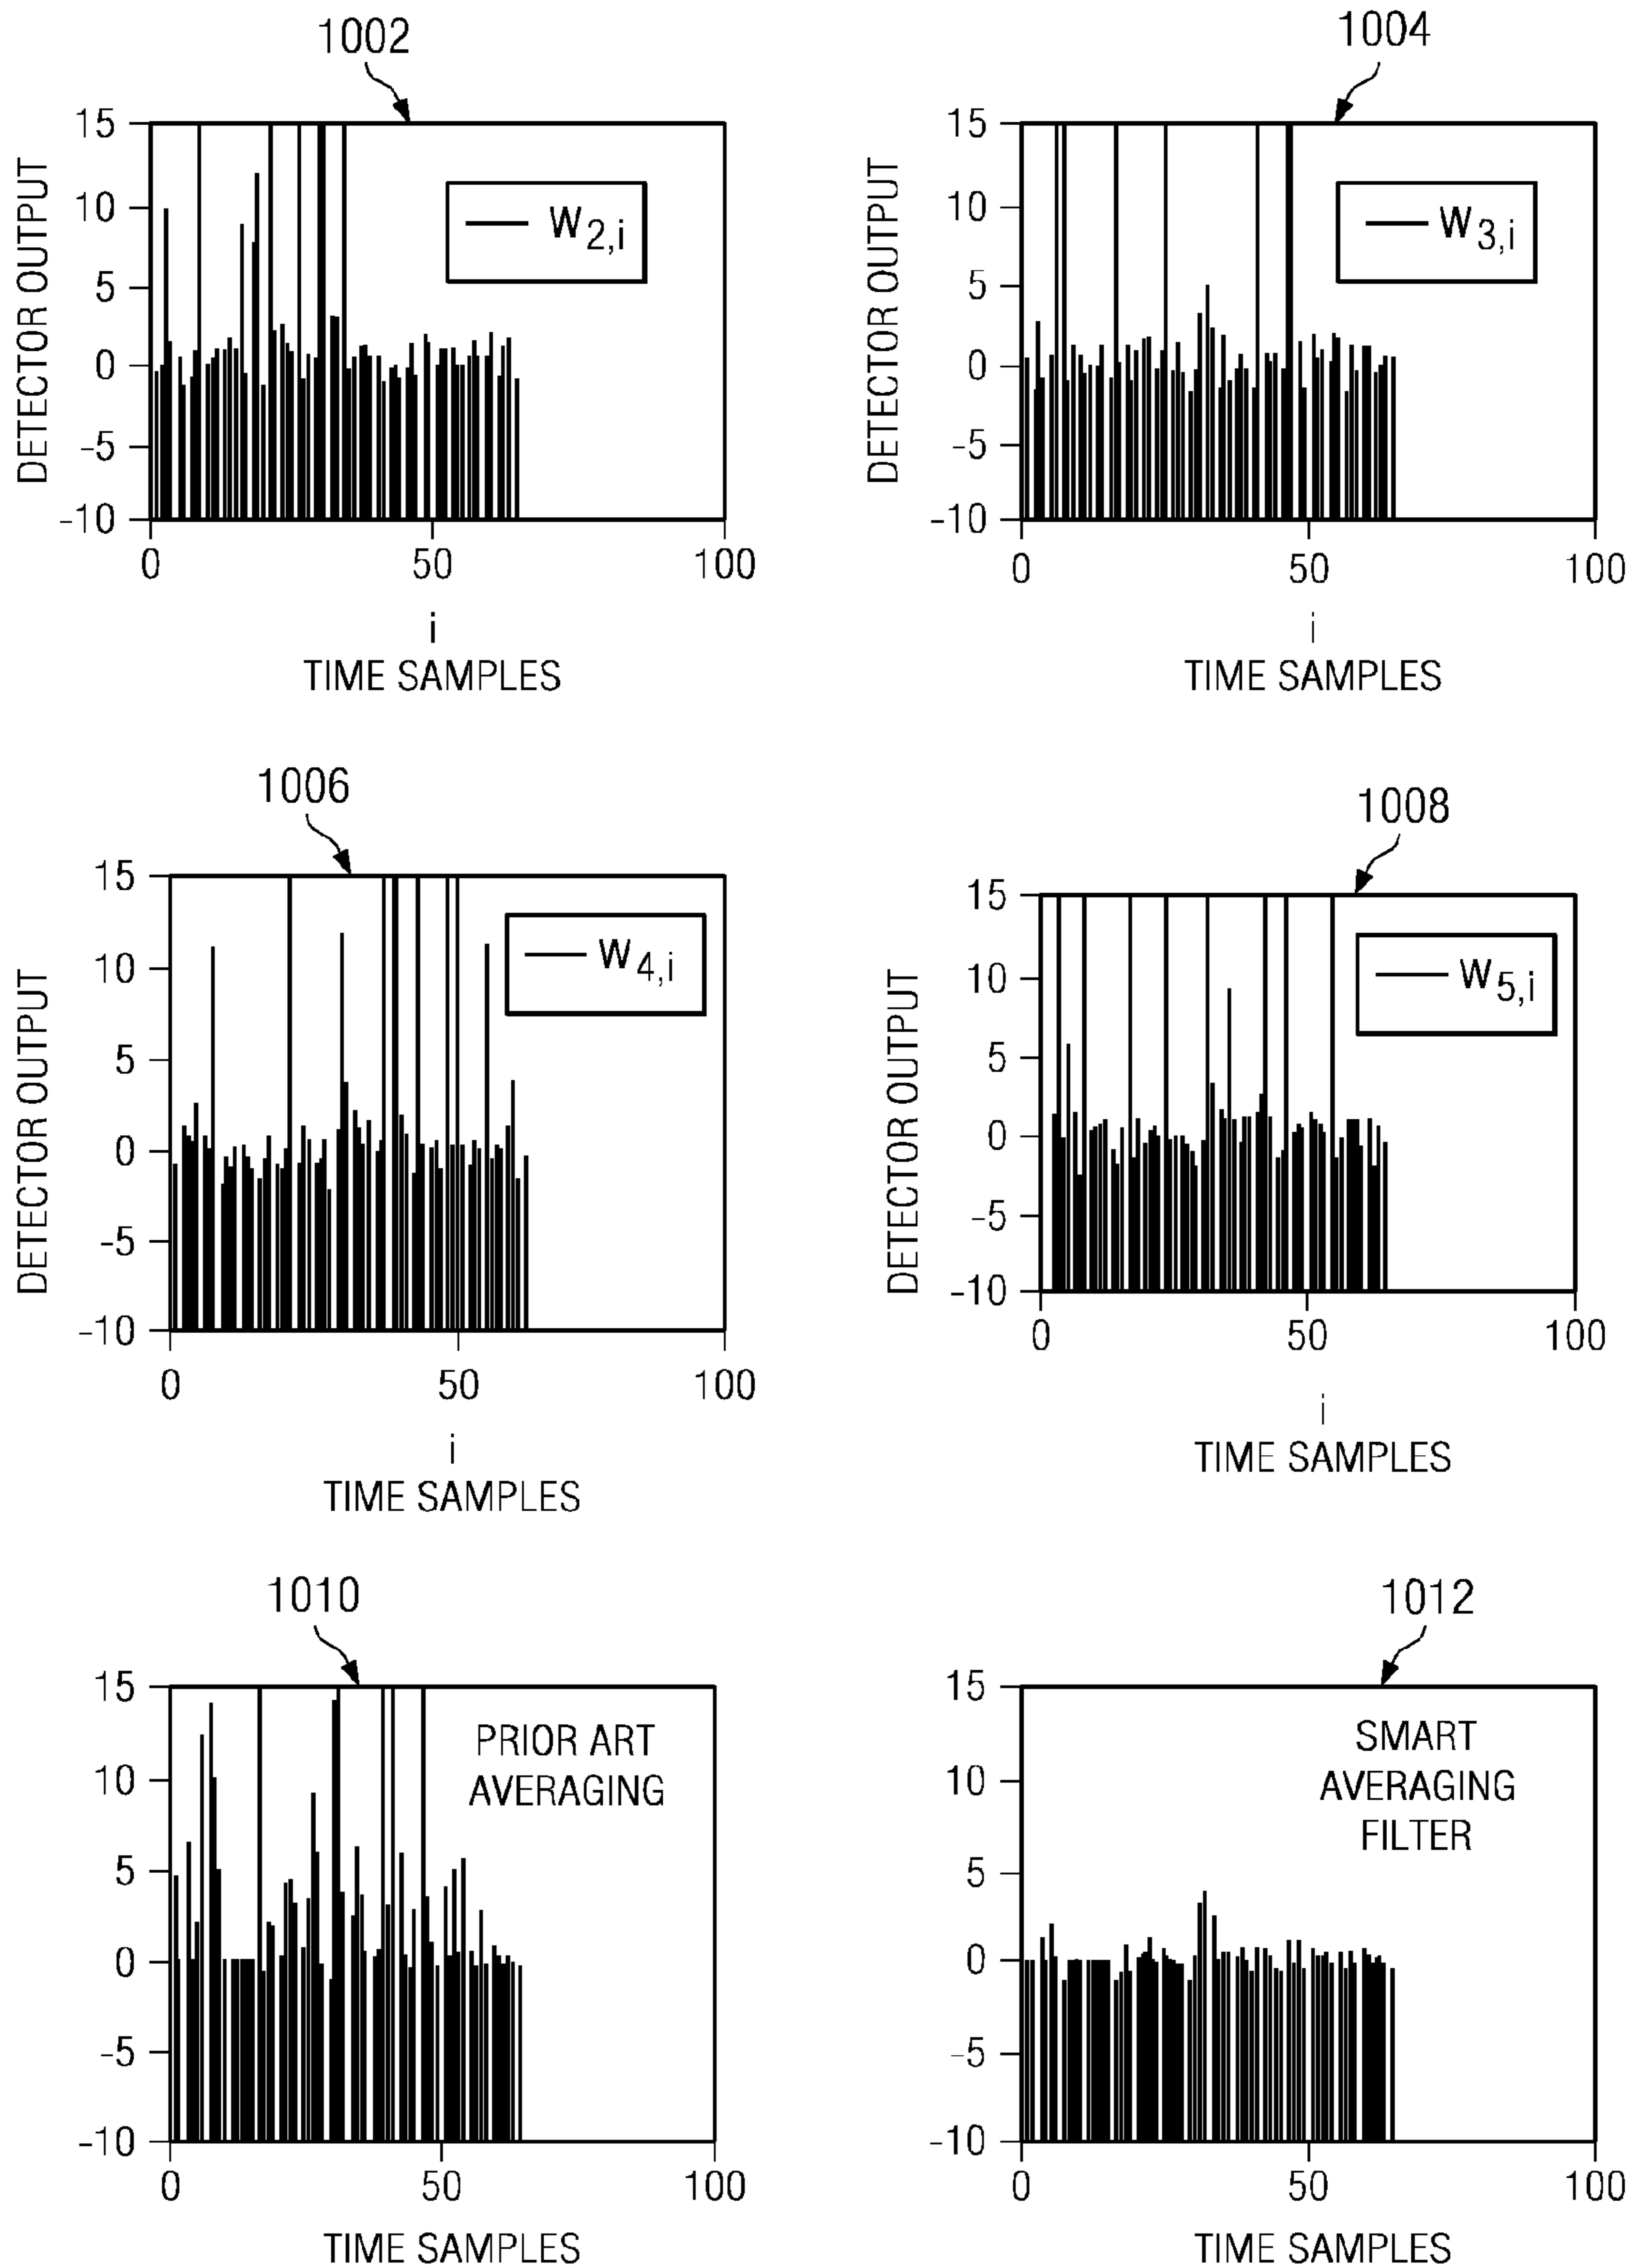 1002
15
10
5
0
-5
-10
DETECTOR OUTPUT
W2,i
0
50
100
i
TIME SAMPLES
1004
15
10
5
0
-5
-10
DETECTOR OUTPUT
W3,i
0
50
100
i
TIME SAMPLES
1006
15
10
5
0
-5
-10
DETECTOR OUTPUT
W4,i
0
50
100
i
TIME SAMPLES
1008
15
10
5
0
-5
-10
DETECTOR OUTPUT
W5,i
0
50
100
i
TIME SAMPLES
1010
15
10
5
0
-5
-10
PRIOR ART
AVERAGING
0
50
100
TIME SAMPLES
1012
15
10
5
0
-5
-10
SMART
AVERAGING
FILTER
0
50
100
TIME SAMPLES